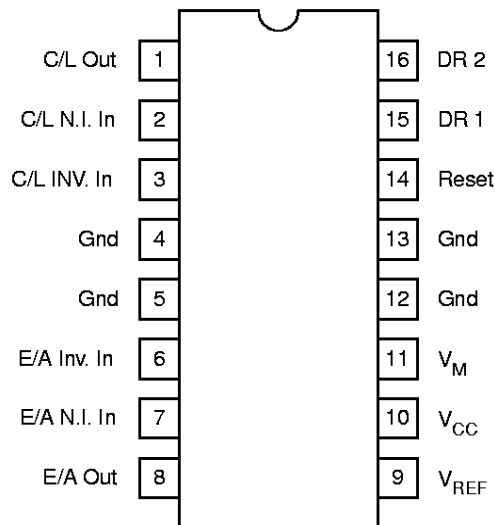 C/L Out 1 16 DR 2
C/L N.I. In 2 15 DR 1
C/L INV. In 3 14 Reset
Gnd 4 13 Gnd
Gnd 5 12 Gnd
E/A Inv. In 6 11 VM
E/A N.I. In 7 10 VCC
E/A Out 8 9 VREF